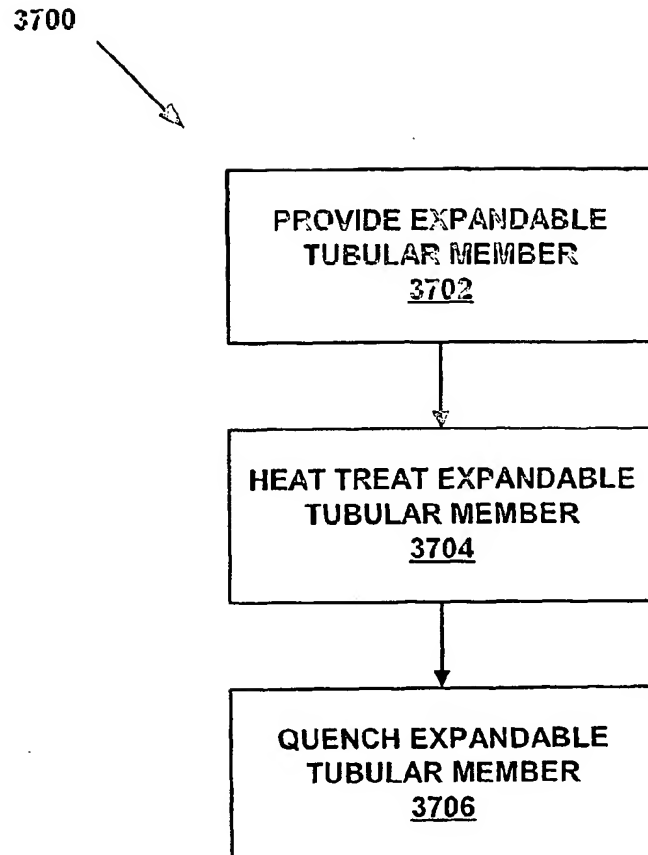 3700
PROVIDE EXPANDABLE
TUBULAR MEMBER
3702
HEAT TREAT EXPANDABLE
TUBULAR MEMBER
3704
QUENCH EXPANDABLE
TUBULAR MEMBER
3706